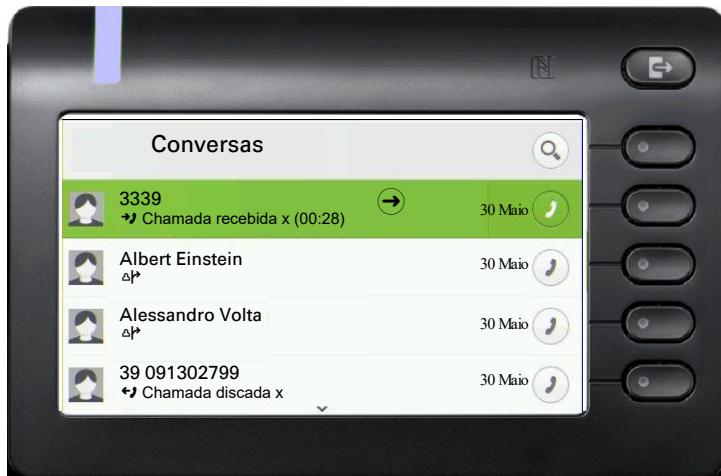 Conversas
3339
Chamada recebida x (00:28)
30 Maio
Albert Einstein
30 Maio
Alessandro Volta
30 Maio
39 091302799
Chamada discada x
30 Maio